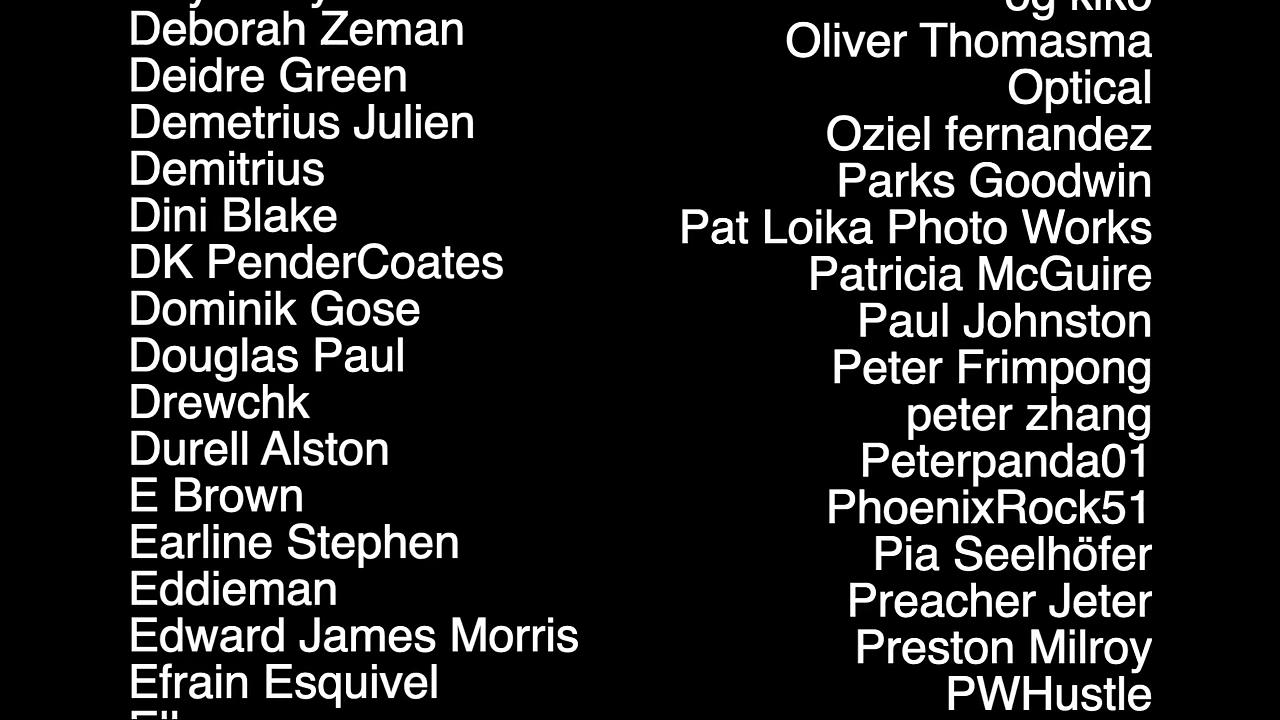 Deborah Zeman
Deidre Green
Demetrius Julien
Demitrius
Dini Blake
DK PenderCoates
Dominik Gose
Douglas Paul
Drewchk
Durell Alston
E Brown
Earline Stephen
Eddieman
Edward James Morris
Efrain Esquivel
og kiko
Oliver Thomasma
Optical
Oziel fernandez
Parks Goodwin
Pat Loika Photo Works
Patricia McGuire
Paul Johnston
Peter Frimpong
peter zhang
Peterpanda01
PhoenixRock51
Pia Seelhöfer
Preacher Jeter
Preston Milroy
PWHustle